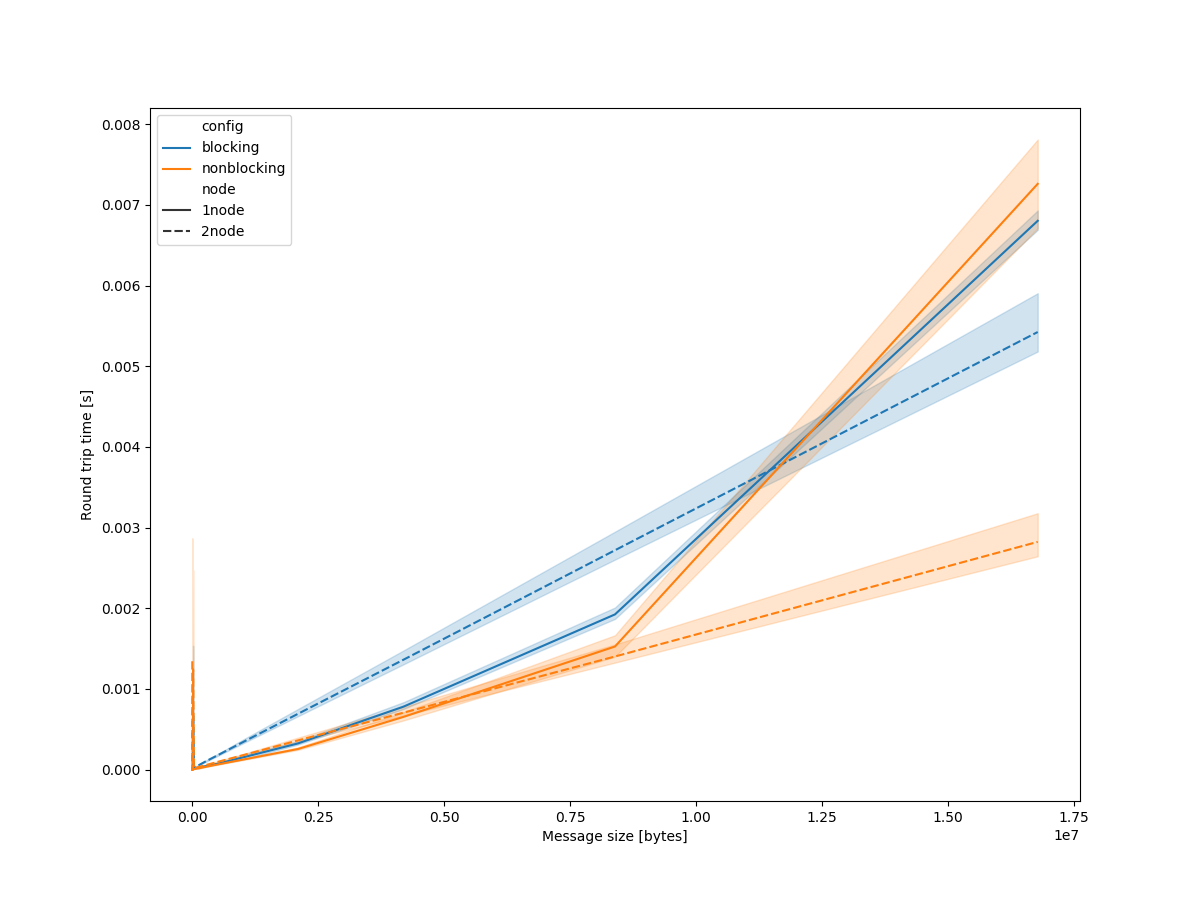 config
blocking
nonblocking
node
1node
2node
0.008
0.007
0.006
0.005
0.004
0.003
0.002
0.001
0.000
Round trip time [s]
0.00 0.25 0.50 0.75 1.00 1.25 1.50 1.75
1e7
Message size [bytes]